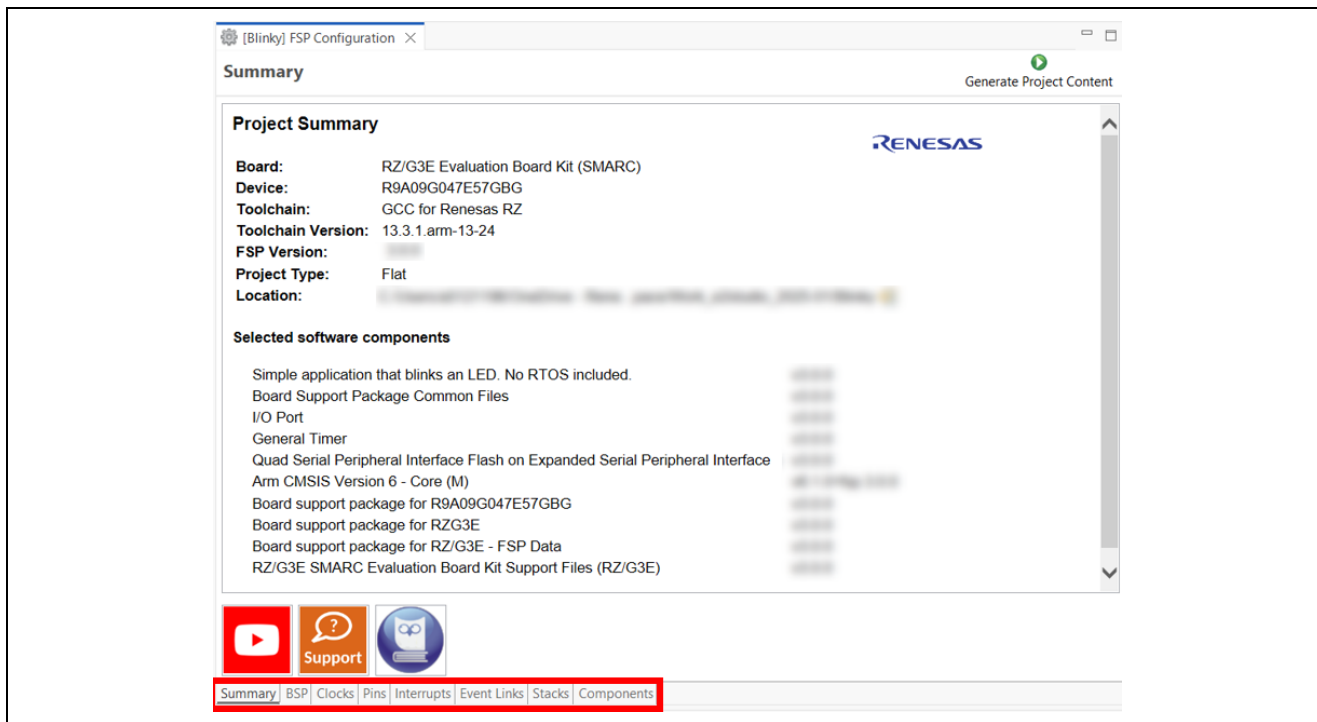 [Blinky] FSP Configuration
Summary
Generate Project Content
Project Summary
RENESAS
Board: RZ/G3E Evaluation Board Kit (SMARC)
Device: R9A09G047E57GBG
Toolchain: GCC for Renesas RZ
Toolchain Version: 13.3.1.arm-13-24
FSP Version:
Project Type: Flat
Location:
Selected software components
Simple application that blinks an LED. No RTOS included.
Board Support Package Common Files
I/O Port
General Timer
Quad Serial Peripheral Interface Flash on Expanded Serial Peripheral Interface
Arm CMSIS Version 6 - Core (M)
Board support package for R9A09G047E57GBG
Board support package for RZG3E
Board support package for RZ/G3E - FSP Data
RZ/G3E SMARC Evaluation Board Kit Support Files (RZ/G3E)
?
Support
Summary BSP Clocks Pins Interrupts Event Links Stacks Components